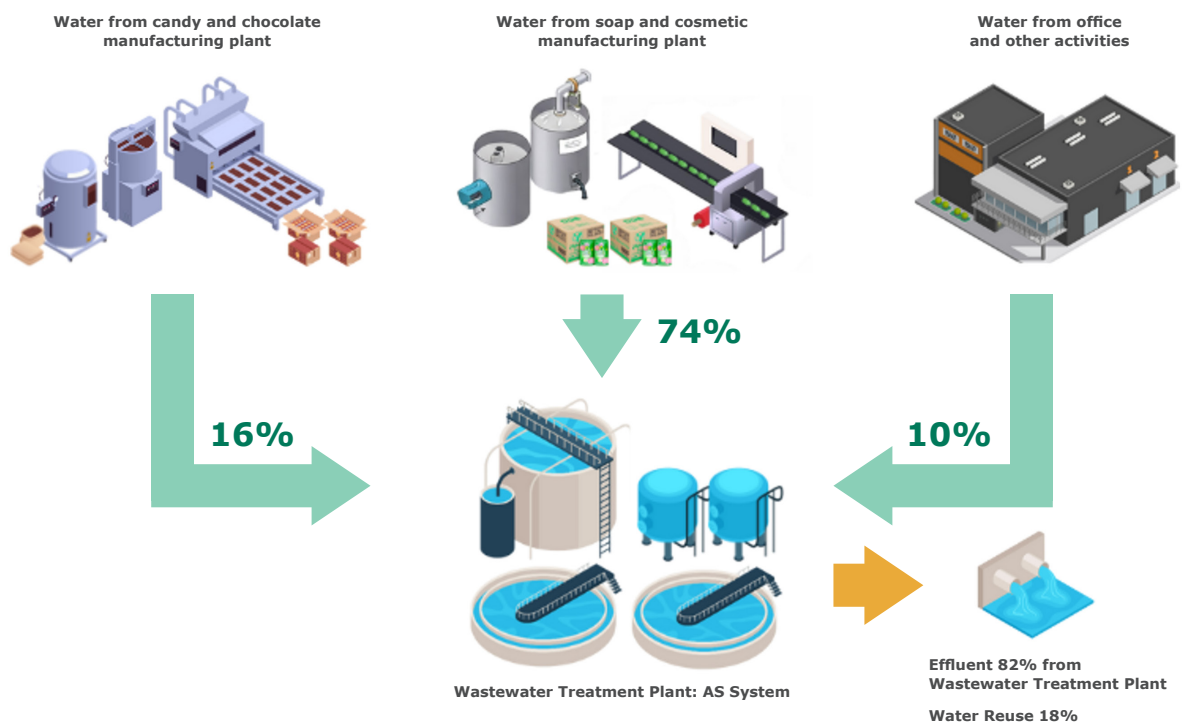 Water from candy and chocolate
manufacturing plant
Water from soap and cosmetic
manufacturing plant
Water from office
and other activities
74%
16%
10%
Wastewater Treatment Plant: AS System
Effluent 82% from
Wastewater Treatment Plant
Water Reuse 18%